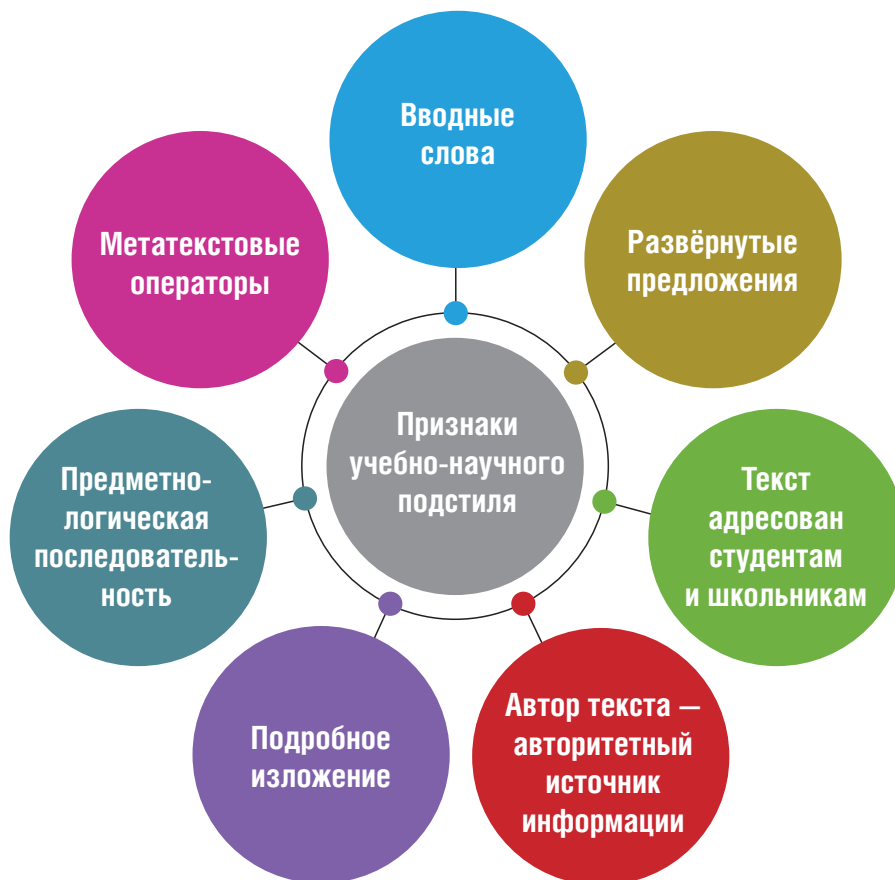 Вводные
слова
Метатекстовые
операторы
Развёрнутые
предложения
Признаки
учебно-научного
подстиля
Предметно-
логическая
последователь-
ность
Текст
адресован
студентам
и школьникам
Подробное
изложение
Автор текста —
авторитетный
источник
информации